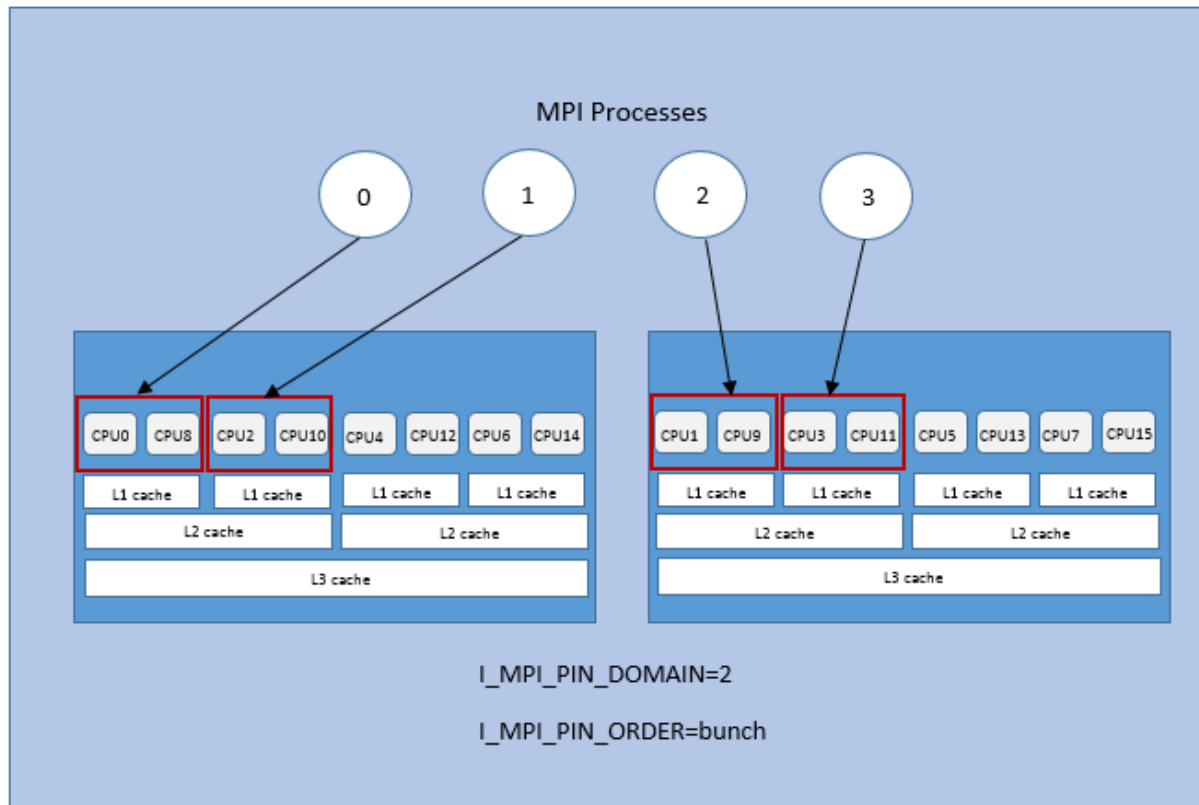 MPI Processes
0 1 2 3
CPU0 CPU8 CPU2 CPU10 CPU4 CPU12 CPU6 CPU14 CPU1 CPU9 CPU3 CPU11 CPU5 CPU13 CPU7 CPU15
L1 cache L1 cache L1 cache L1 cache L1 cache L1 cache L1 cache L1 cache
L2 cache L2 cache L2 cache L2 cache
L3 cache L3 cache
I_MPI_PIN_DOMAIN=2
I_MPI_PIN_ORDER=bunch